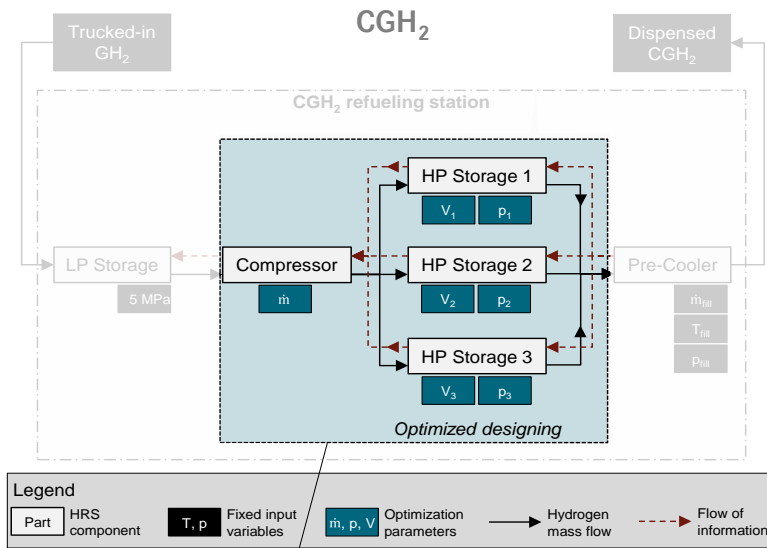 CGH₂
Trucked-in
GH₂
Dispensed
CGH₂
CGH₂ refueling station
HP Storage 1
V₁ p₁
LP Storage
5 MPa
Compressor
ṁ
HP Storage 2
V₂ p₂
Pre-Cooler
ṁfill
Tfill
pfill
HP Storage 3
V₃ p₃
Optimized designing
Legend
Part
HRS
component
T, p
Fixed input
variables
ṁ, p, V
Optimization
parameters
Hydrogen
mass flow
Flow of
information